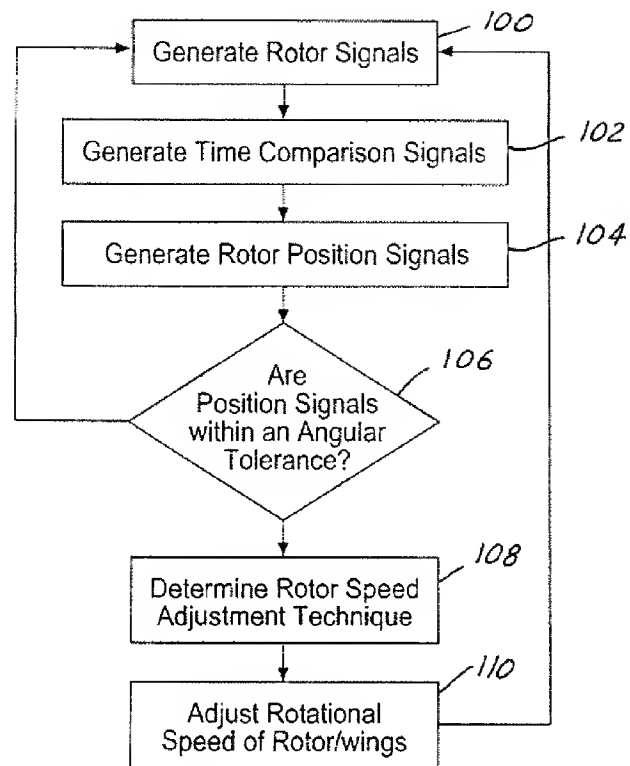 100
Generate Rotor Signals
102
Generate Time Comparison Signals
104
Generate Rotor Position Signals
106
Are
Position Signals
within an Angular
Tolerance?
108
Determine Rotor Speed
Adjustment Technique
110
Adjust Rotational
Speed of Rotor/wings